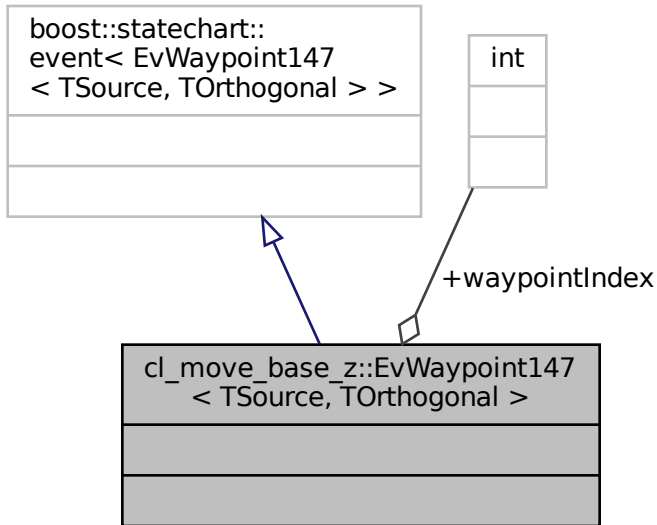 boost::statechart::
event< EvWaypoint147
< TSource, TOrthogonal > >
int
+waypointIndex
cl_move_base_z::EvWaypoint147
< TSource, TOrthogonal >